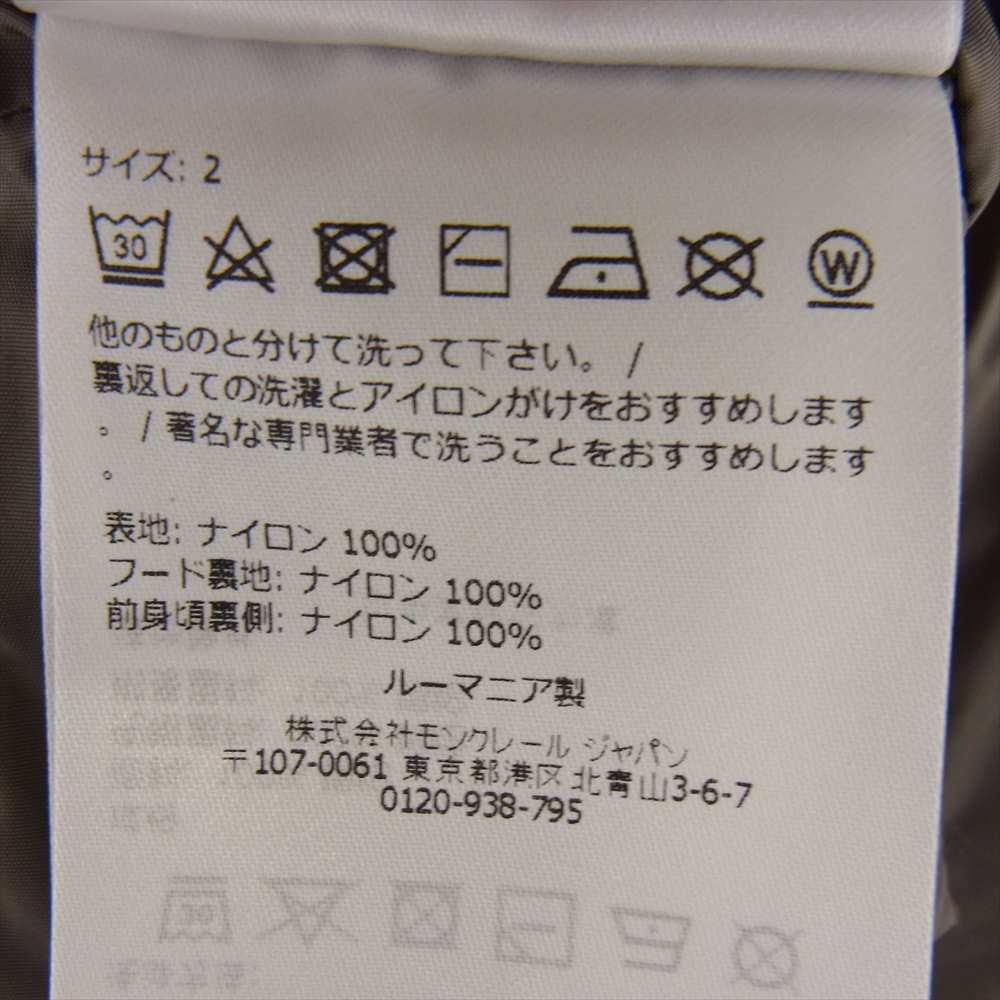 サイズ: 2
30
W
他のものと分けて洗って下さい。 /
裏返しての洗濯とアイロンがけをおすすめします
。 / 著名な専門業者で洗うことをおすすめします
。
表地: ナイロン 100%
フード裏地: ナイロン 100%
前身頃裏側: ナイロン 100%
ルーマニア製
株式会社モンクレール ジャパン
〒107-0061 東京都港区北青山3-6-7
0120-938-795